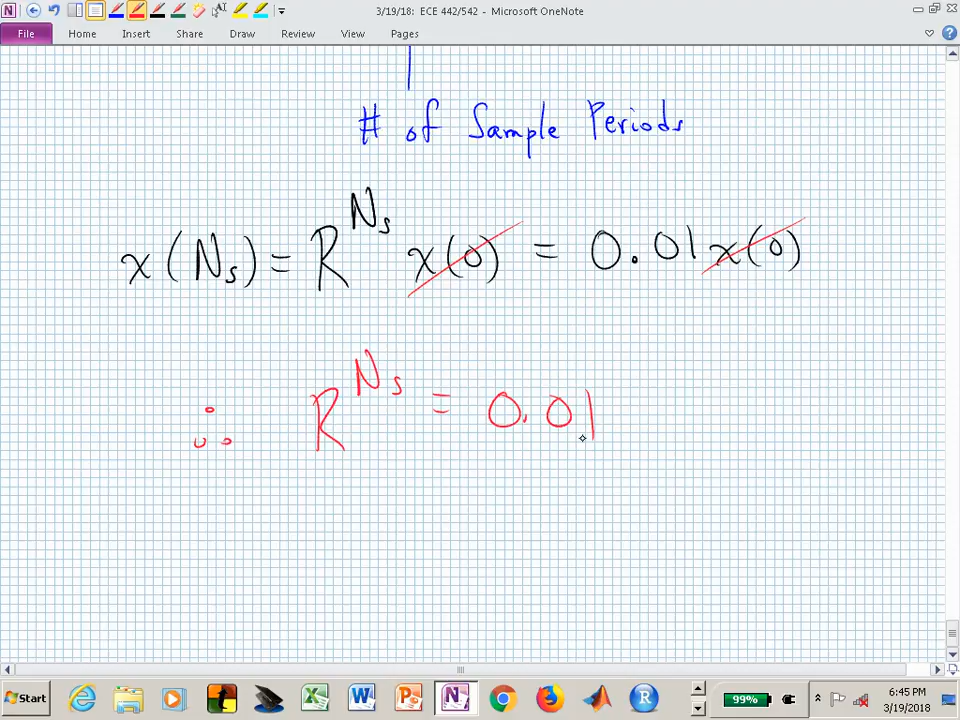 3/19/18: ECE 442/542 - Microsoft OneNote
File Home Insert Share Draw Review View Pages
# of Sample Periods
x(Ns) = R^Ns x(0) = 0.01 x(0)
∴ R^Ns = 0.01
Start 99% 6:45 PM
3/19/2018